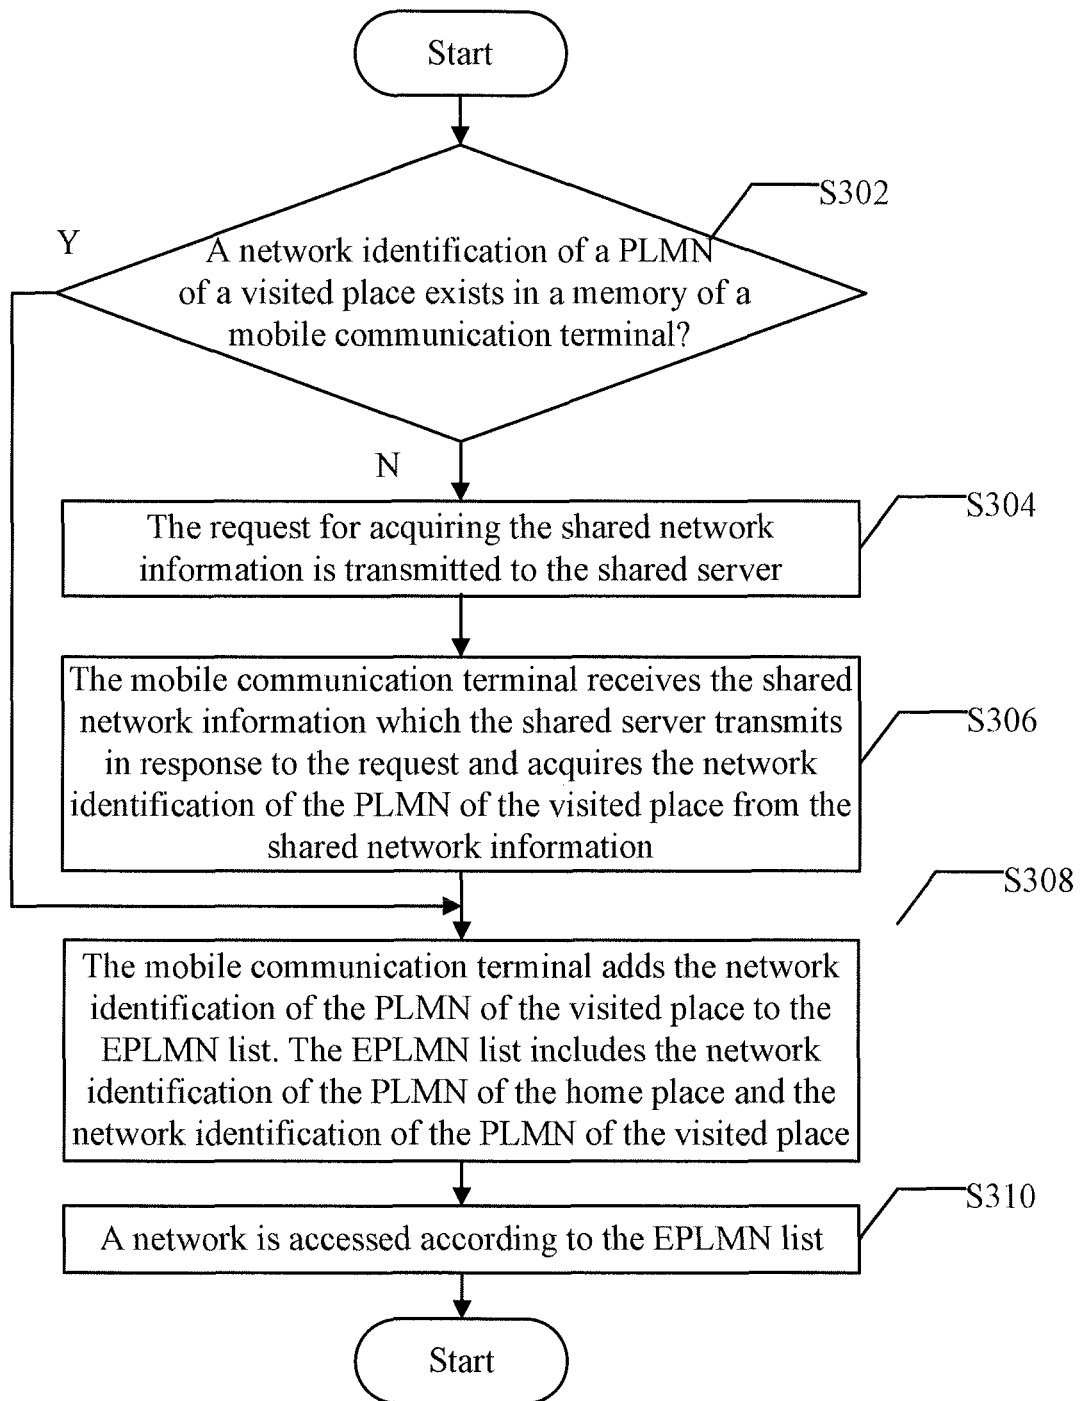 Start
S302
Y
A network identification of a PLMN
of a visited place exists in a memory of a
mobile communication terminal?
N
S304
The request for acquiring the shared network
information is transmitted to the shared server
The mobile communication terminal receives the shared
network information which the shared server transmits
in response to the request and acquires the network
identification of the PLMN of the visited place from the
shared network information
S306
S308
The mobile communication terminal adds the network
identification of the PLMN of the visited place to the
EPLMN list. The EPLMN list includes the network
identification of the PLMN of the home place and the
network identification of the PLMN of the visited place
S310
A network is accessed according to the EPLMN list
Start